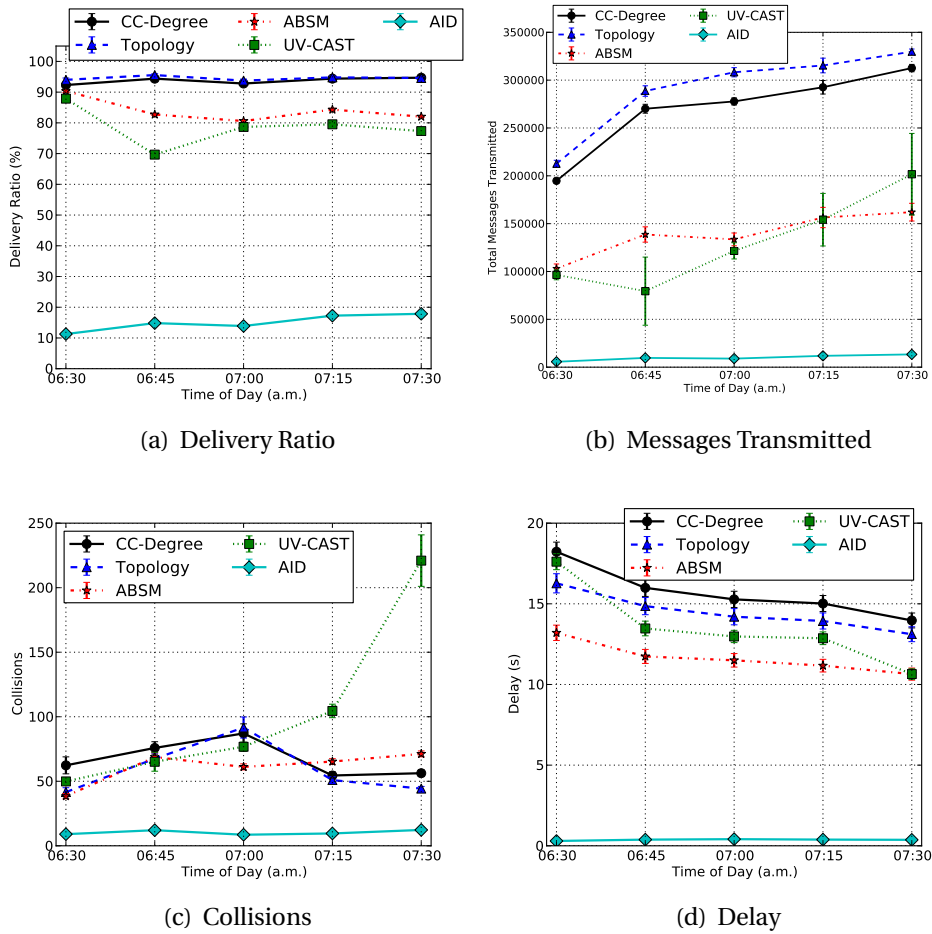 CC-Degree
Topology
ABSM
UV-CAST
AID
Delivery Ratio (%)
100
90
80
70
60
50
40
30
20
10
0
06:30 06:45 07:00 07:15 07:30
Time of Day (a.m.)
(a) Delivery Ratio
CC-Degree
Topology
ABSM
UV-CAST
AID
Total Messages Transmitted
350000
300000
250000
200000
150000
100000
50000
0
06:30 06:45 07:00 07:15 07:30
Time of Day (a.m.)
(b) Messages Transmitted
CC-Degree
Topology
ABSM
UV-CAST
AID
Collisions
250
200
150
100
50
0
06:30 06:45 07:00 07:15 07:30
Time of Day (a.m.)
(c) Collisions
CC-Degree
Topology
ABSM
UV-CAST
AID
Delay (s)
20
15
10
5
0
06:30 06:45 07:00 07:15 07:30
Time of Day (a.m.)
(d) Delay